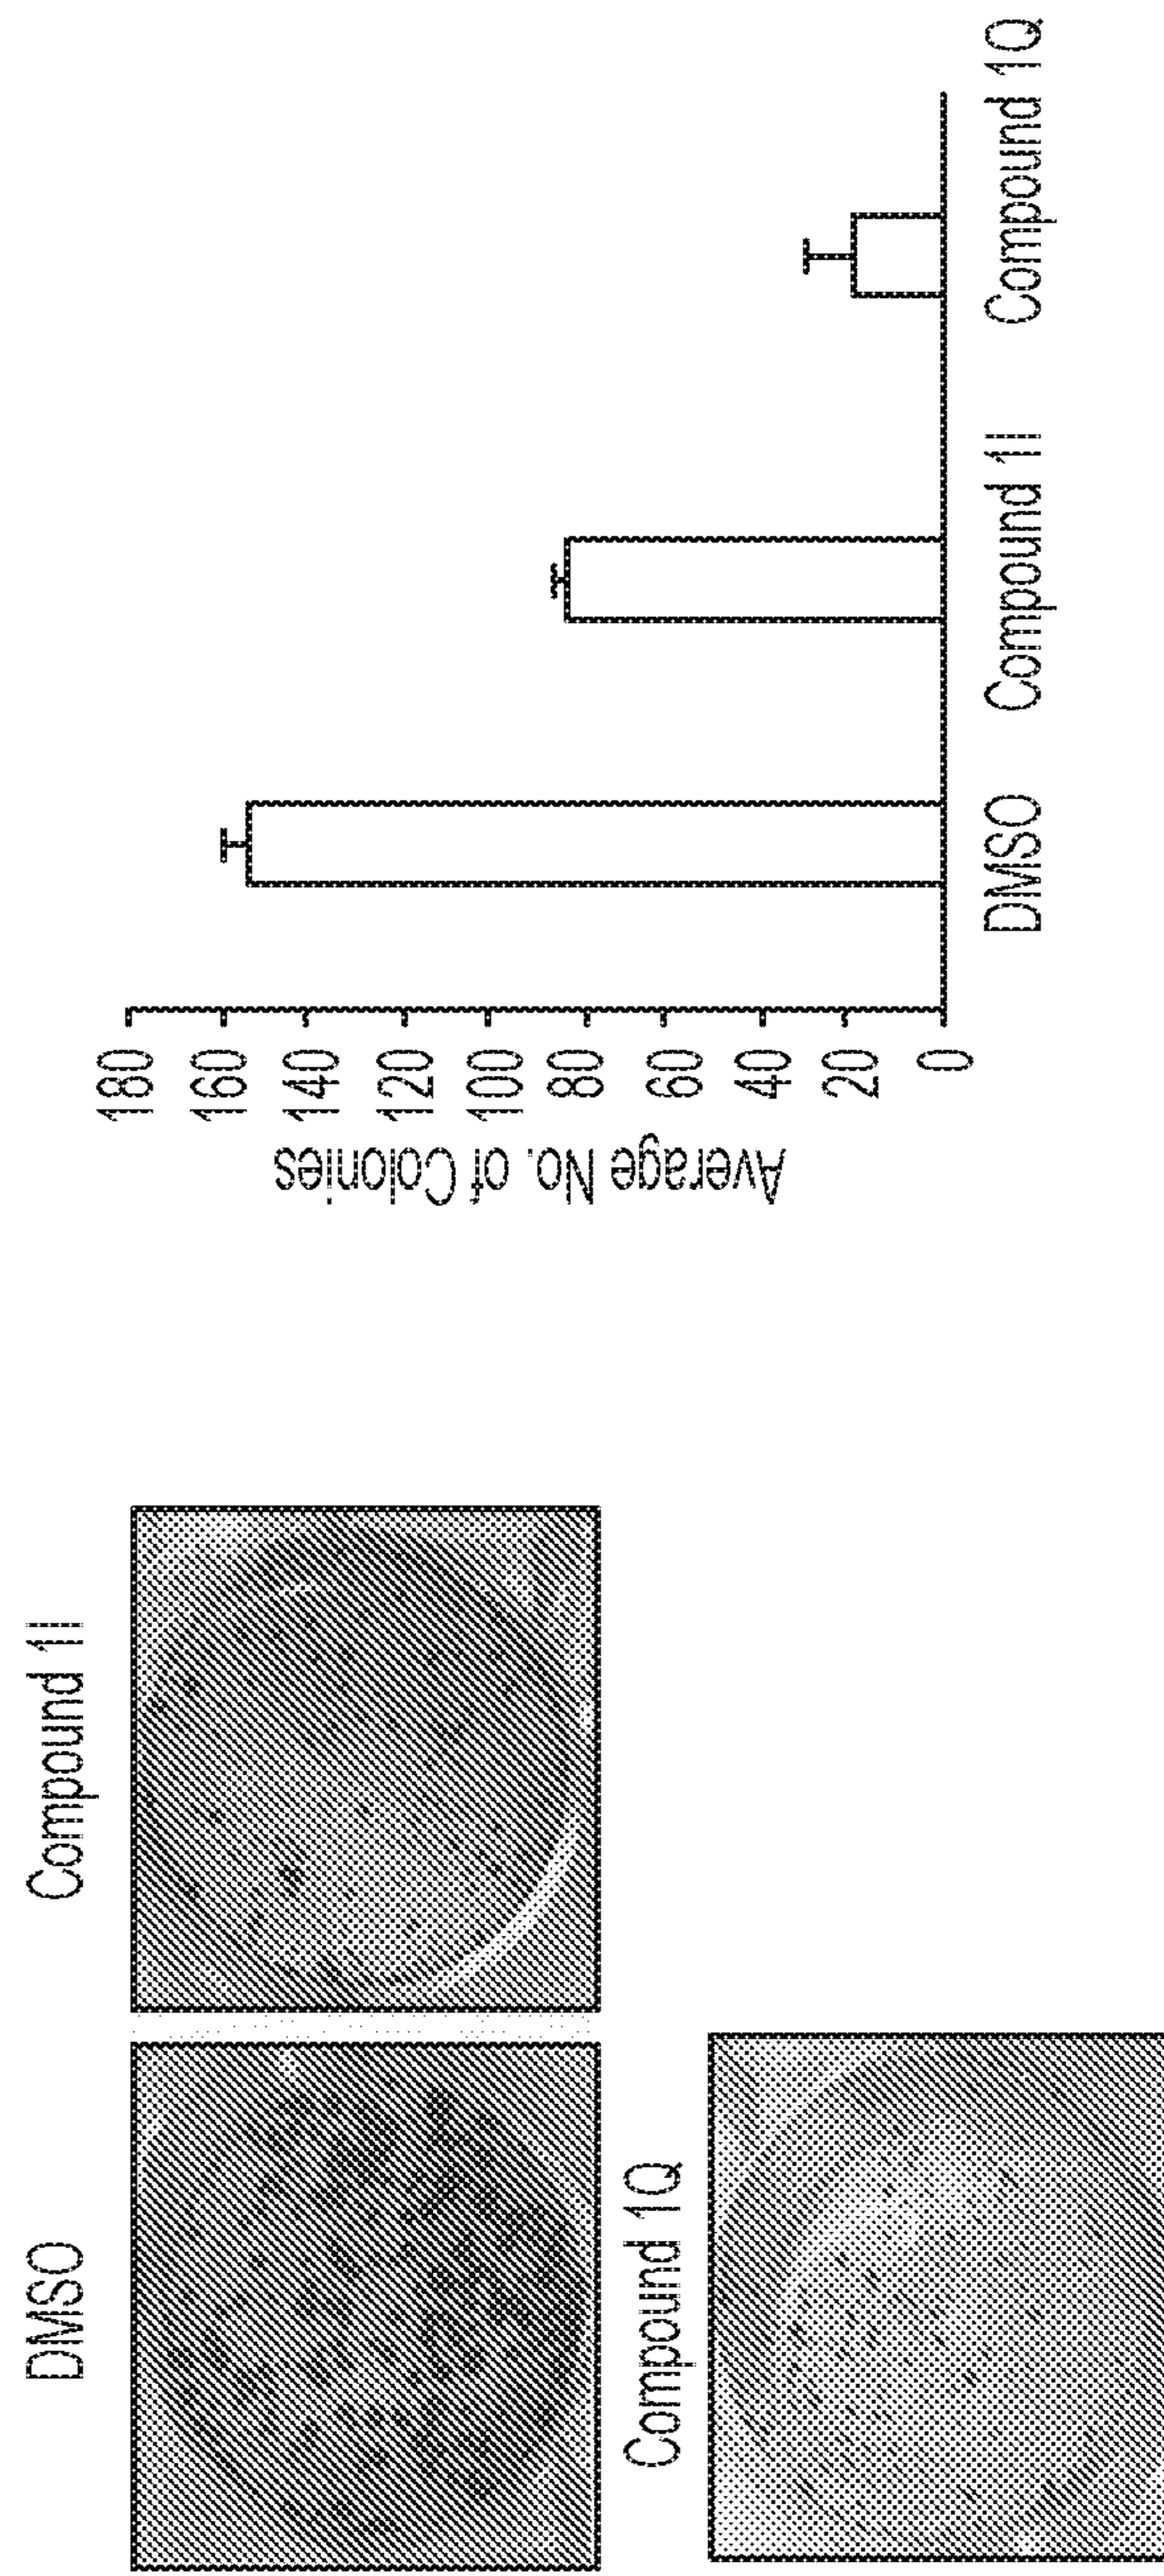 DMSO
Compound 1I
Compound 1Q
Average No. of Colonies
180
160
140
120
100
80
60
40
20
0
DMSO
Compound 1I
Compound 1Q